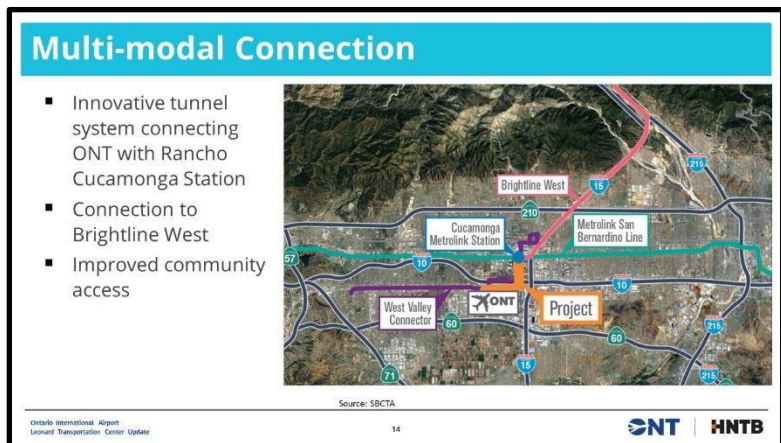 Multi-modal Connection
▪ Innovative tunnel
system connecting
ONT with Rancho
Cucamonga Station
▪ Connection to
Brightline West
▪ Improved community
access
Brightline West
15
215
210
Cucamonga
Metrolink Station
Metrolink San
Bernardino Line
57
10
10
West Valley
Connector
ONT
Project
60
60
215
71
15
215
Source: SBCTA
Ontario International Airport
Leonard Transportation Center Update
14
ONT | HNTB